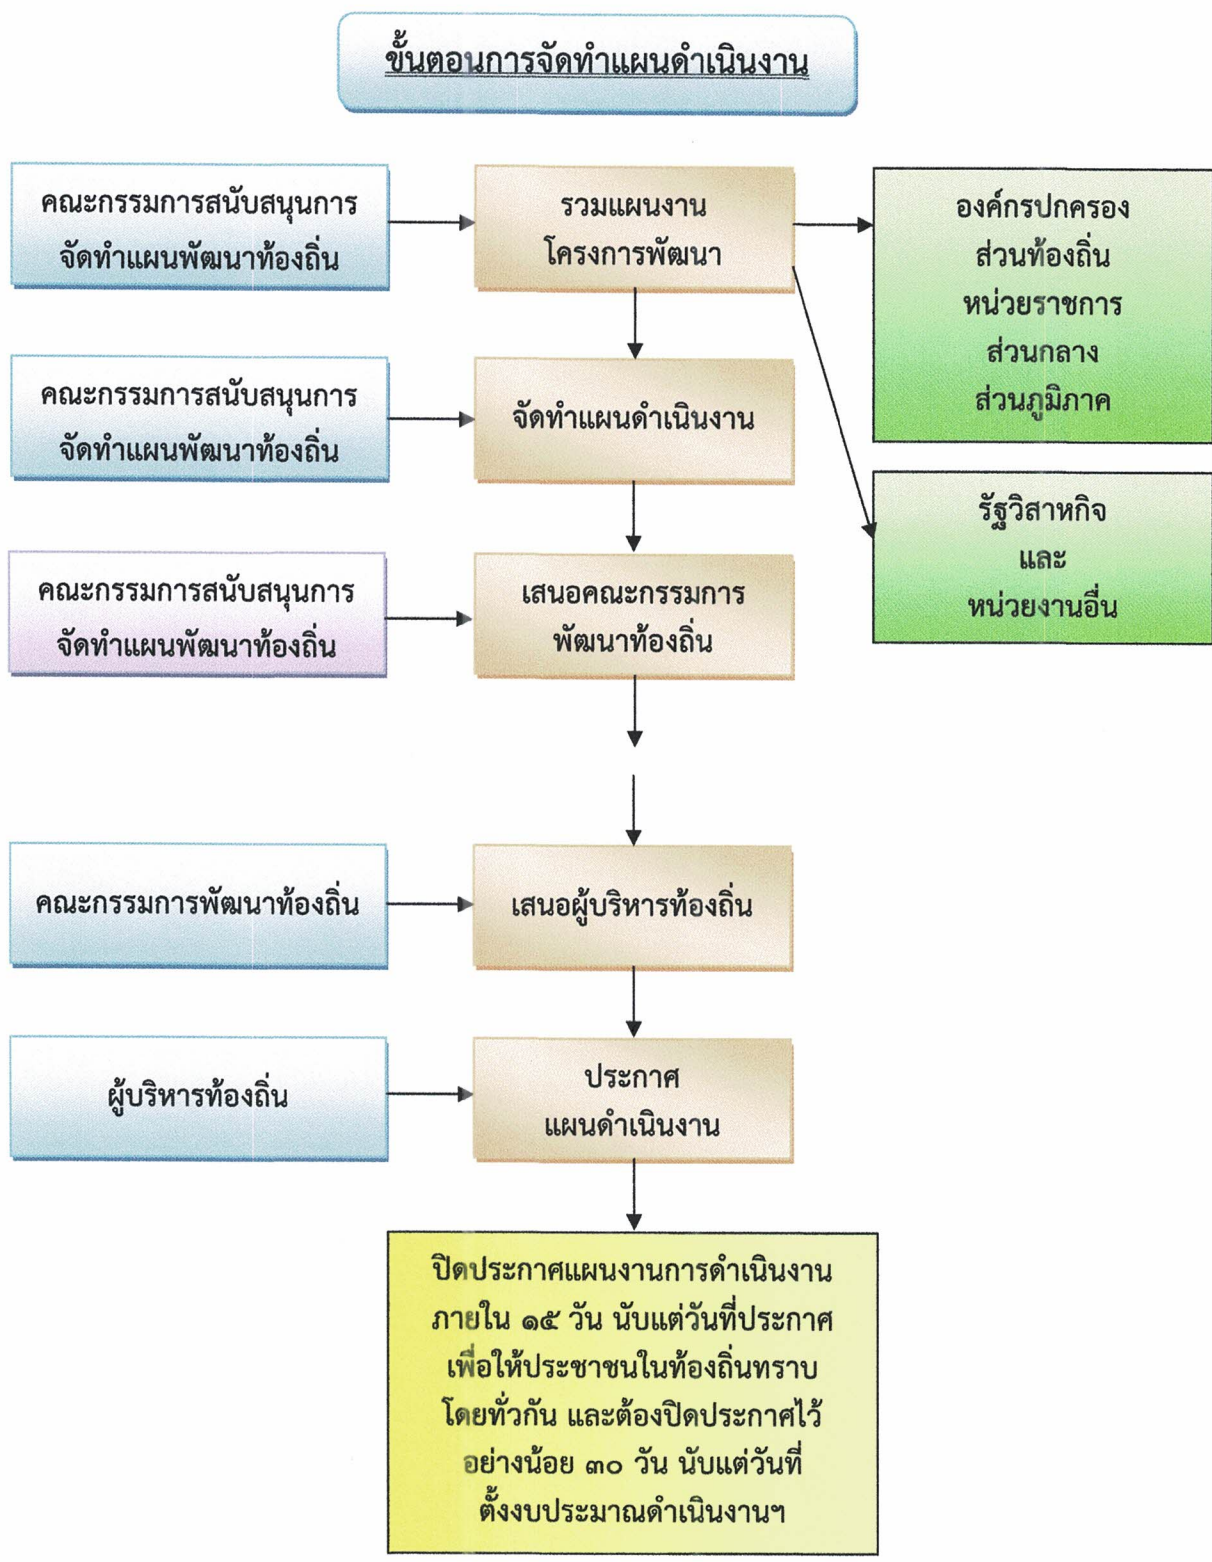 ขั้นตอนการจัดทำแผนดำเนินงาน
คณะกรรมการสนับสนุนการ
จัดทำแผนพัฒนาท้องถิ่น
รวมแผนงาน
โครงการพัฒนา
องค์กรปกครอง
ส่วนท้องถิ่น
หน่วยราชการ
ส่วนกลาง
ส่วนภูมิภาค
คณะกรรมการสนับสนุนการ
จัดทำแผนพัฒนาท้องถิ่น
จัดทำแผนดำเนินงาน
รัฐวิสาหกิจ
และ
หน่วยงานอื่น
คณะกรรมการสนับสนุนการ
จัดทำแผนพัฒนาท้องถิ่น
เสนอคณะกรรมการ
พัฒนาท้องถิ่น
คณะกรรมการพัฒนาท้องถิ่น
เสนอผู้บริหารท้องถิ่น
ผู้บริหารท้องถิ่น
ประกาศ
แผนดำเนินงาน
ปิดประกาศแผนงานการดำเนินงาน
ภายใน ๑๕ วัน นับแต่วันที่ประกาศ
เพื่อให้ประชาชนในท้องถิ่นทราบ
โดยทั่วกัน และต้องปิดประกาศไว้
อย่างน้อย ๓๐ วัน นับแต่วันที่
ตั้งงบประมาณดำเนินงานฯ